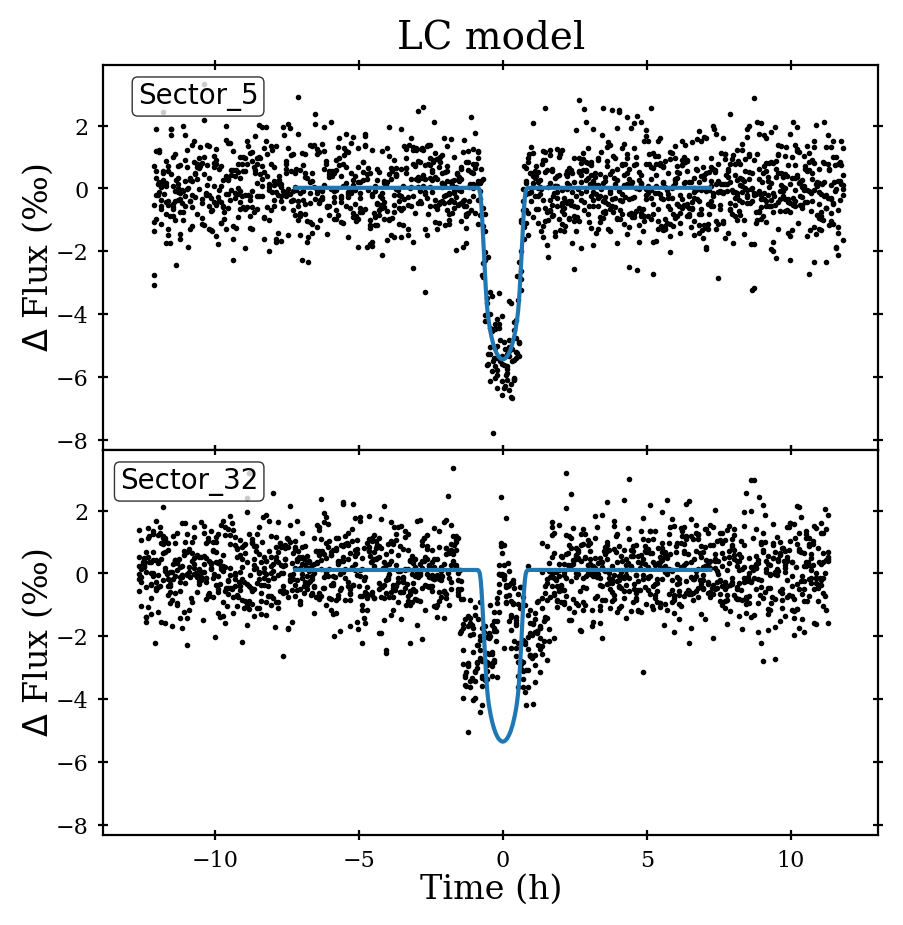 LC model
Sector_5
2
0
−2
−4
−6
−8
Δ Flux (‰)
Sector_32
2
0
−2
−4
−6
−8
Δ Flux (‰)
−10
−5
0
5
10
Time (h)